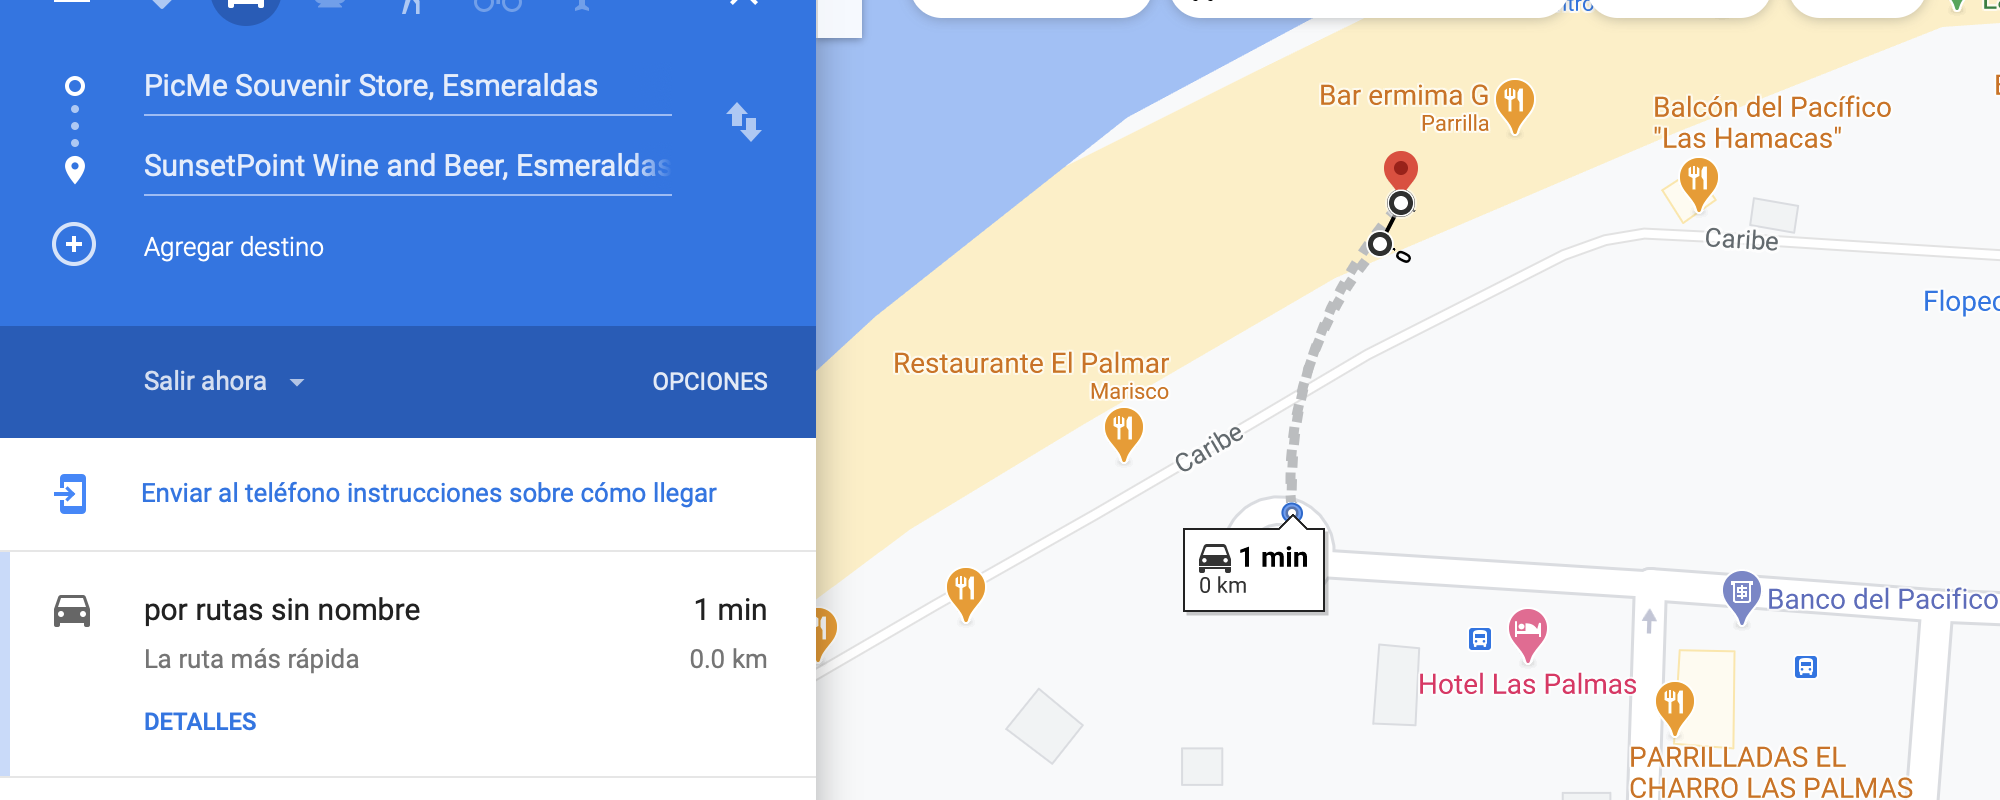 PicMe Souvenir Store, Esmeraldas
SunsetPoint Wine and Beer, Esmeraldas
Agregar destino
Salir ahora
OPCIONES
Enviar al teléfono instrucciones sobre cómo llegar
por rutas sin nombre
1 min
La ruta más rápida
0.0 km
DETALLES
Bar ermima G
Parrilla
Balcón del Pacífico
"Las Hamacas"
Caribe
Flopec
Restaurante El Palmar
Marisco
Caribe
0
1 min
0 km
Banco del Pacifico
Hotel Las Palmas
PARRILLADAS EL
CHARRO LAS PALMAS